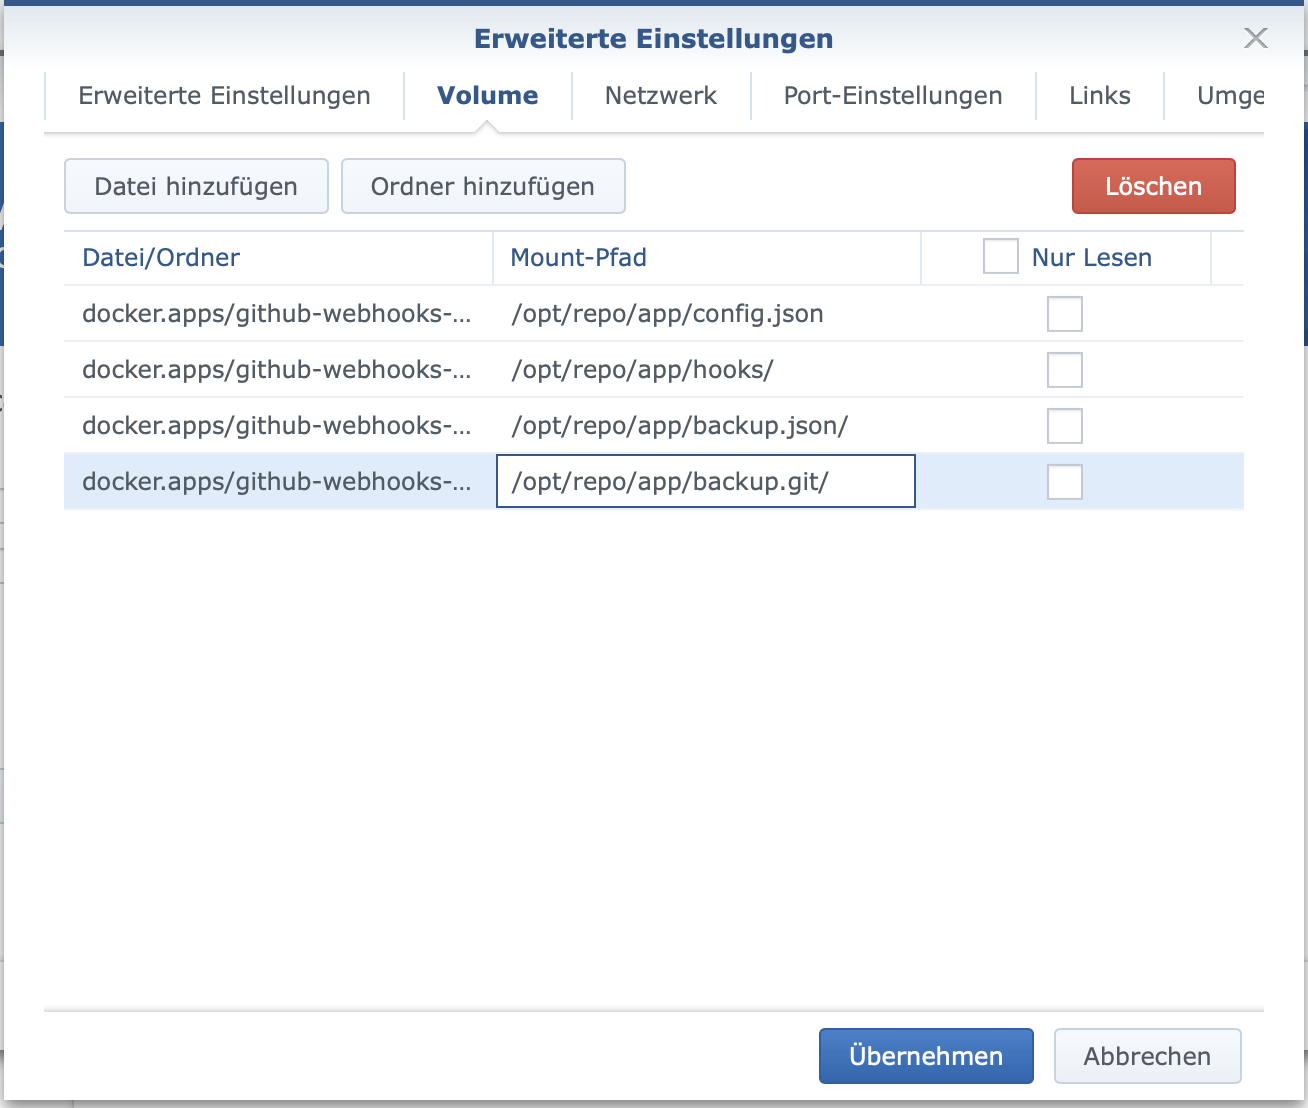 Erweiterte Einstellungen
Erweiterte Einstellungen Volume Netzwerk Port-Einstellungen Links Umge
Datei hinzufügen Ordner hinzufügen Löschen
Datei/Ordner Mount-Pfad Nur Lesen
docker.apps/github-webhooks-... /opt/repo/app/config.json
docker.apps/github-webhooks-... /opt/repo/app/hooks/
docker.apps/github-webhooks-... /opt/repo/app/backup.json/
docker.apps/github-webhooks-... /opt/repo/app/backup.git/
Übernehmen Abbrechen